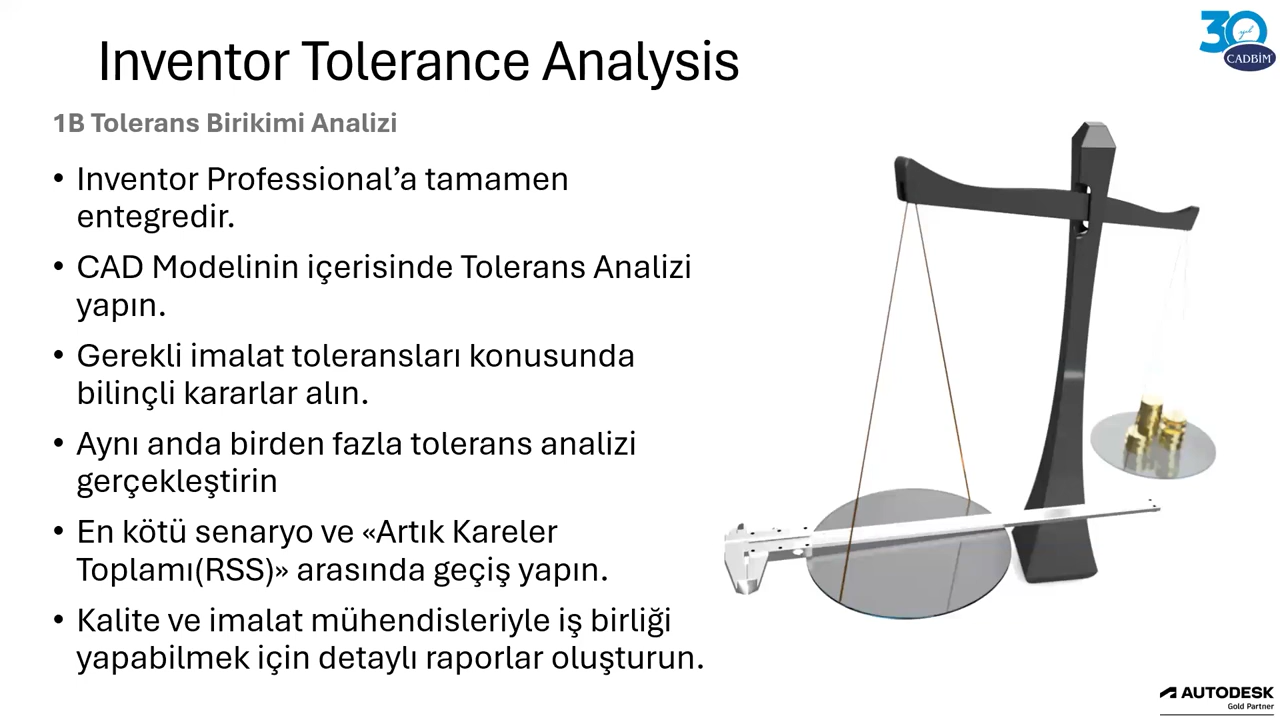 Inventor Tolerance Analysis
30
yıl
CADBİM
1B Tolerans Birikimi Analizi
• Inventor Professional’a tamamen
entegredir.
• CAD Modelinin içerisinde Tolerans Analizi
yapın.
• Gerekli imalat toleransları konusunda
bilinçli kararlar alın.
• Aynı anda birden fazla tolerans analizi
gerçekleştirin
• En kötü senaryo ve «Artık Kareler
Toplamı(RSS)» arasında geçiş yapın.
• Kalite ve imalat mühendisleriyle iş birliği
yapabilmek için detaylı raporlar oluşturun.
AUTODESK
Gold Partner